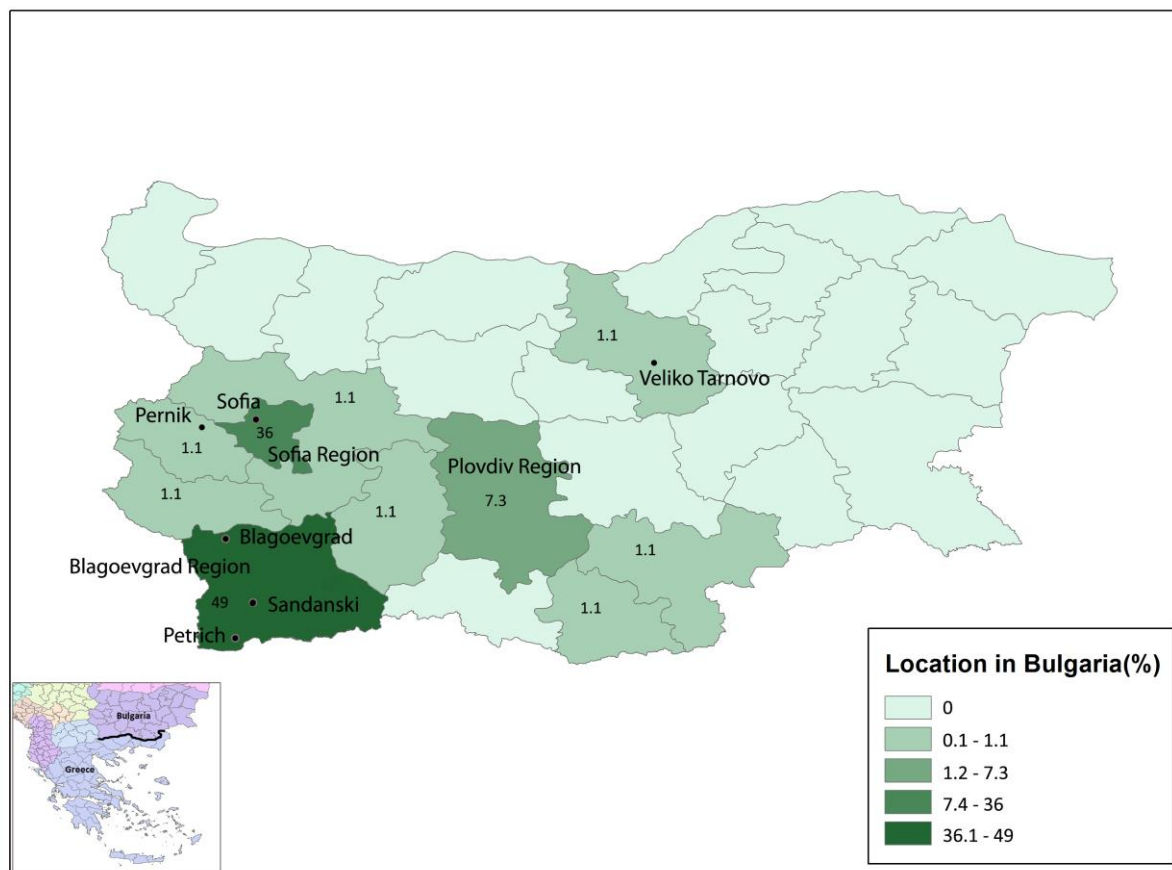 1.1
Veliko Tarnovo
1.1
Sofia
Pernik
36
1.1
Sofia Region
Plovdiv Region
7.3
1.1
1.1
Blagoevgrad
1.1
Blagoevgrad Region
49
Sandanski
1.1
Petrich
Location in Bulgaria(%)
0
0.1 - 1.1
1.2 - 7.3
7.4 - 36
36.1 - 49
Bulgaria
Greece